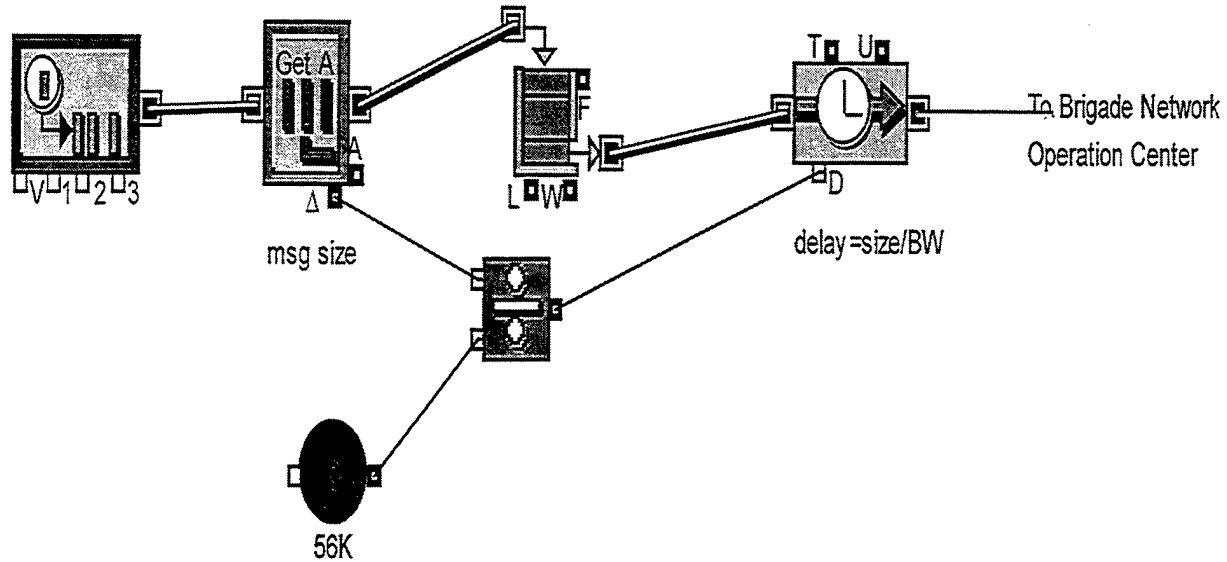 Get A
T U
F
A
To Brigade Network
Operation Center
V 1 2 3
Δ
L W
D
msg size
delay=size/BW
56K